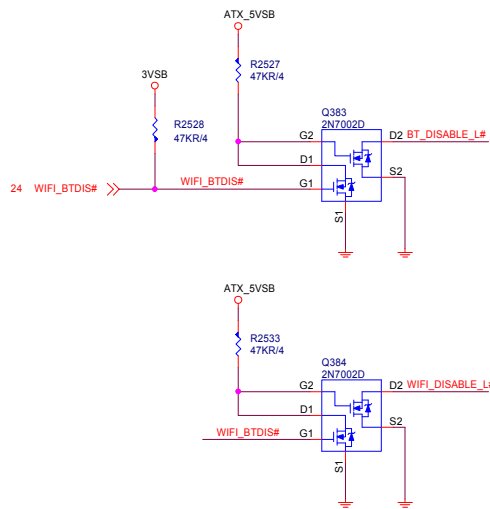 ATX_5VSB
R2527
47KR/4
3VSB
R2528
47KR/4
Q383
2N7002D
G2
D2
BT_DISABLE_L#
D1
S2
24
WIFI_BTDIS#
WIFI_BTDIS#
G1
S1
ATX_5VSB
R2533
47KR/4
Q384
2N7002D
G2
D2
WIFI_DISABLE_L#
D1
S2
WIFI_BTDIS#
G1
S1